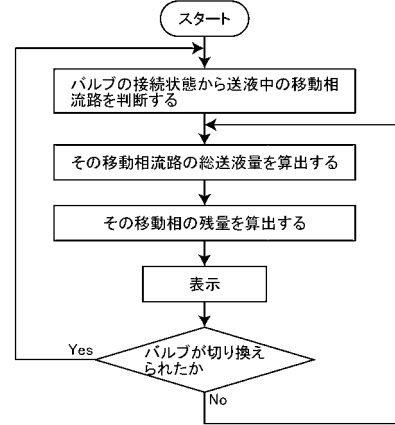 スタート
バルブの接続状態から送液中の移動相
流路を判断する
その移動相流路の総送液量を算出する
その移動相の残量を算出する
表示
Yes
バルブが切り換え
られたか
No